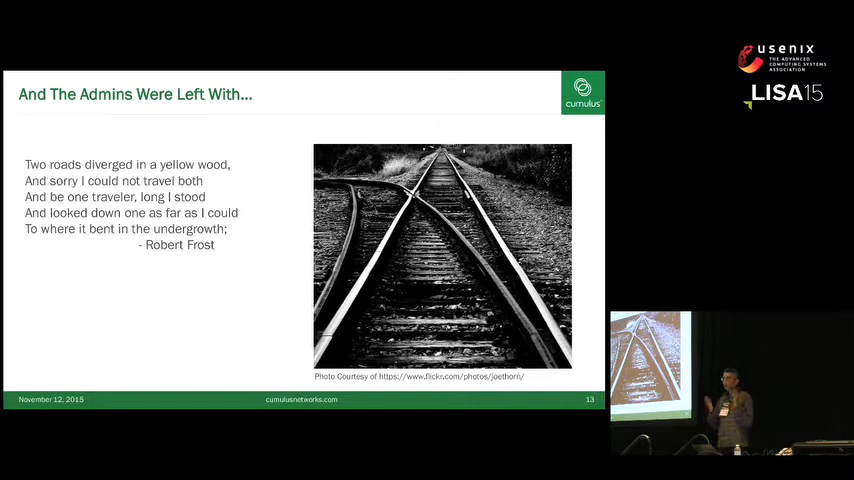 usenix
THE ADVANCED
COMPUTING SYSTEMS
ASSOCIATION
LISA15
And The Admins Were Left With...
cumulus
Two roads diverged in a yellow wood,
And sorry I could not travel both
And be one traveler, long I stood
And looked down one as far as I could
To where it bent in the undergrowth;
- Robert Frost
Photo Courtesy of https://www.flickr.com/photos/joethorn/
November 12, 2015
cumulusnetworks.com
13